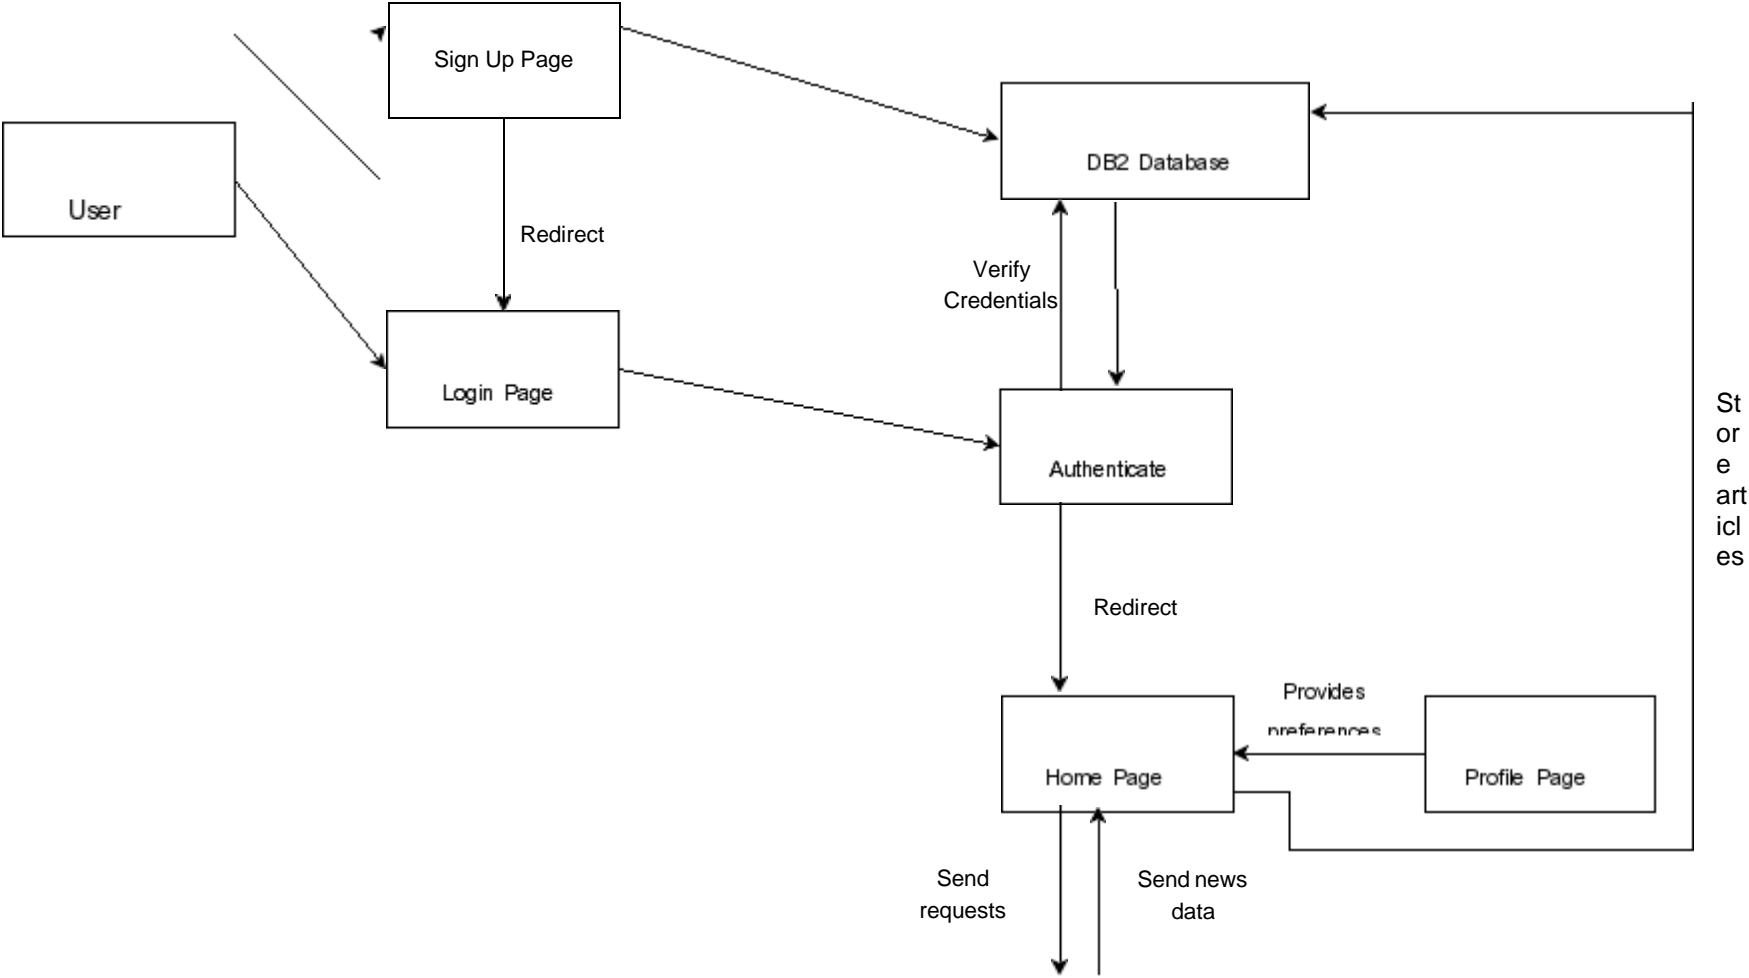 Sign Up Page
DB2 Database
User
Redirect
Verify
Credentials
Login Page
St
or
e
art
icl
es
Authenticate
Redirect
Provides
preferences
Home Page
Profile Page
Send
requests
Send news
data